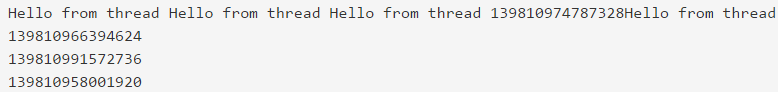 Hello from thread Hello from thread Hello from thread 139810974787328Hello from thread
139810966394624
139810991572736
139810958001920